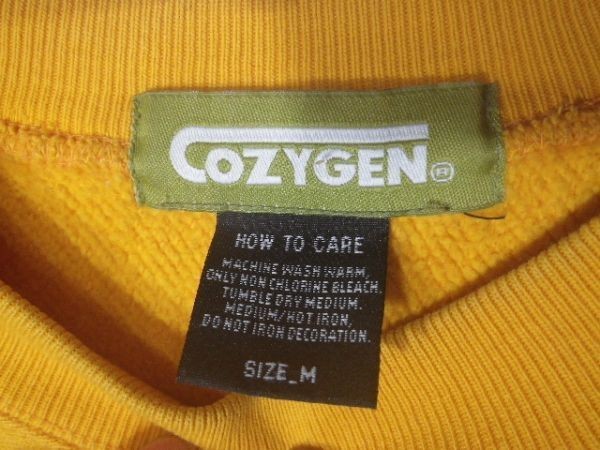 COZYGEN®
HOW TO CARE
MACHINE WASH WARM,
ONLY NON CHLORINE BLEACH.
TUMBLE DRY MEDIUM.
MEDIUM/HOT IRON,
DO NOT IRON DECORATION.
SIZE_M